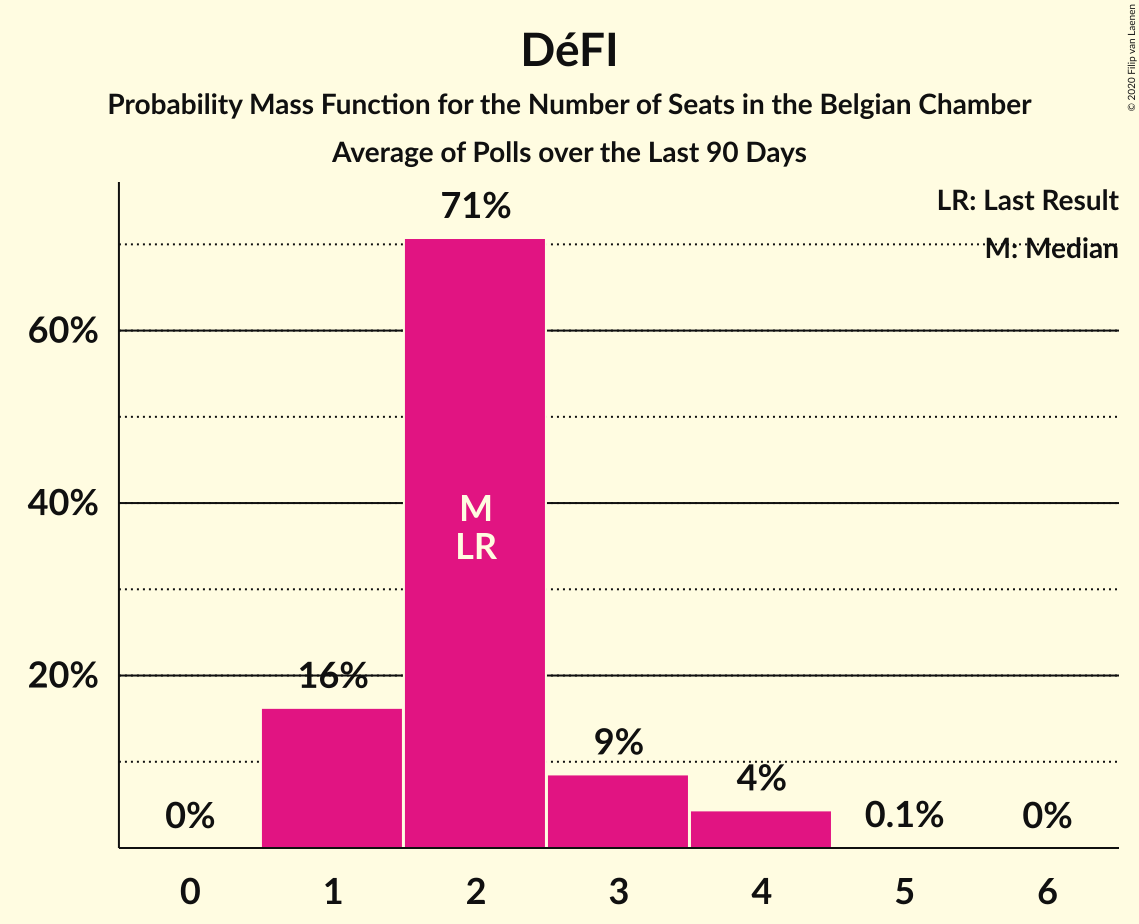 DéFI
Probability Mass Function for the Number of Seats in the Belgian Chamber
Average of Polls over the Last 90 Days
© 2020 Filip van Laenen
LR: Last Result
M: Median
71%
60%
40%
20%
M
LR
16%
9%
4%
0%
0.1%
0%
0 1 2 3 4 5 6